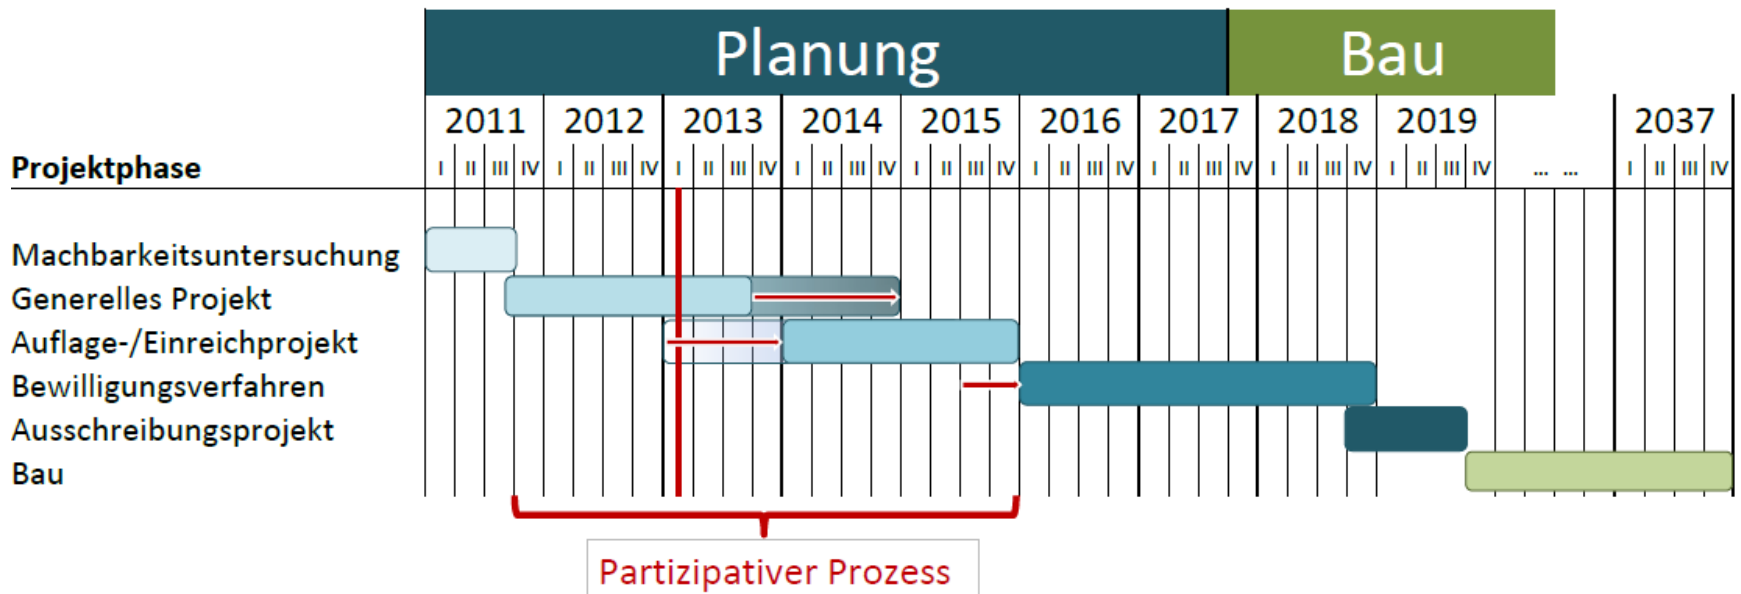 Planung Bau
2011 2012 2013 2014 2015 2016 2017 2018 2019 2037
Projektphase I II III IV I II III IV I II III IV I II III IV I II III IV I II III IV I II III IV I II III IV I II III IV ... ... I II III IV
Machbarkeitsuntersuchung
Generelles Projekt
Auflage-/Einreichprojekt
Bewilligungsverfahren
Ausschreibungsprojekt
Bau
Partizipativer Prozess